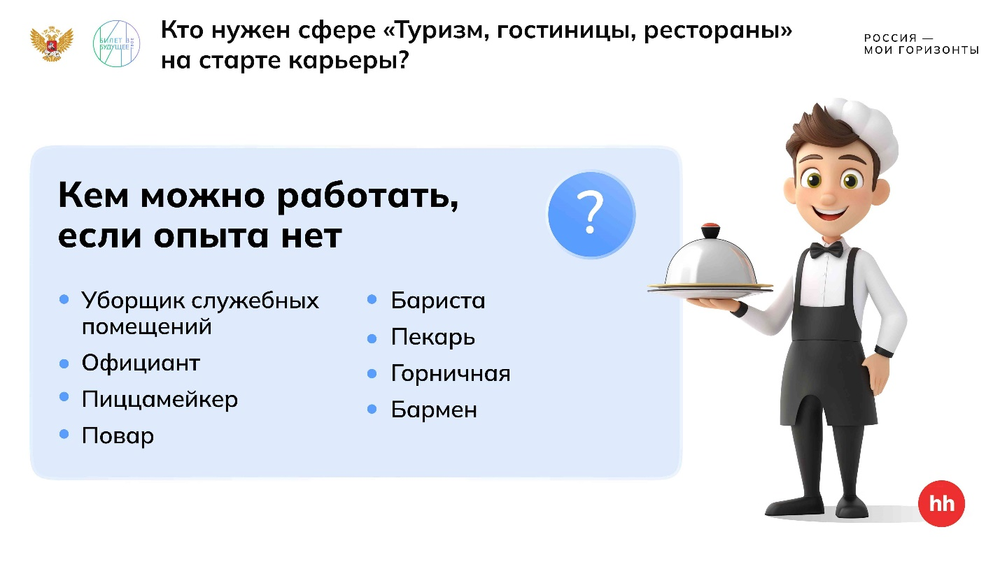 БИЛЕТ В
БУДУЩЕЕ
Кто нужен сфере «Туризм, гостиницы, рестораны»
на старте карьеры?
РОССИЯ —
МОИ ГОРИЗОНТЫ
Кем можно работать,
если опыта нет
?
Уборщик служебных
помещений
Официант
Пиццамейкер
Повар
Бариста
Пекарь
Горничная
Бармен
hh